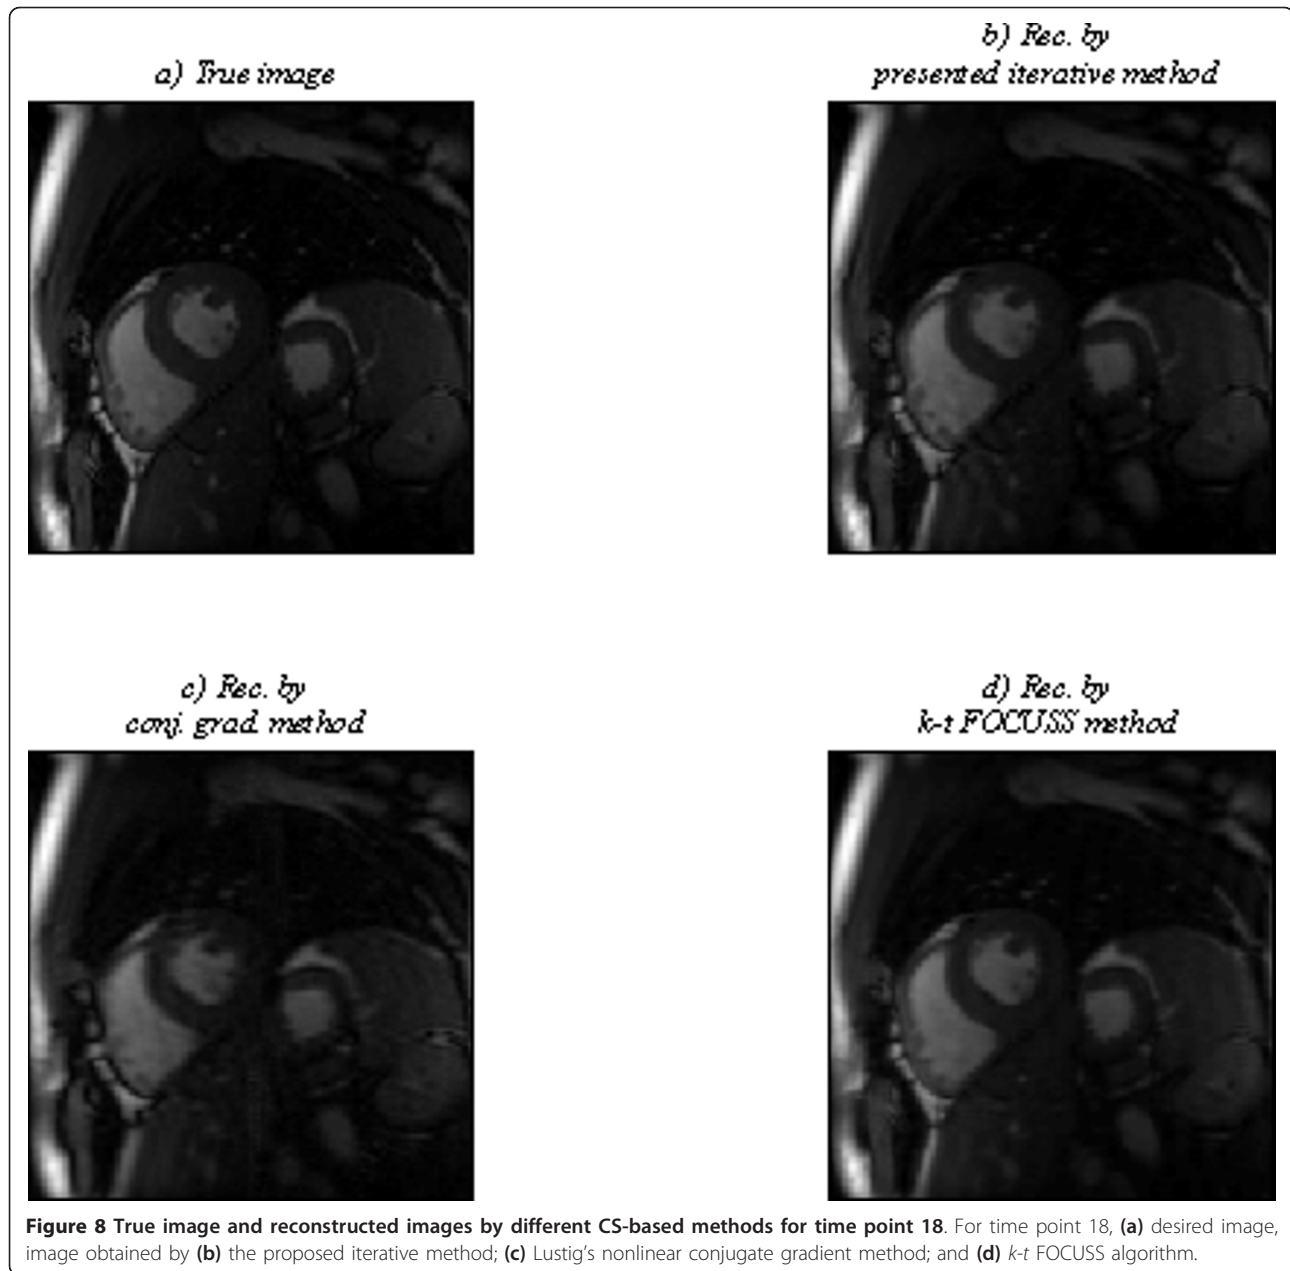 a) True image
b) Rec. by
presented iterative method
c) Rec. by
conj. grad. method
d) Rec. by
k-t FOCUSS method
Figure 8 True image and reconstructed images by different CS-based methods for time point 18. For time point 18, (a) desired image,
image obtained by (b) the proposed iterative method; (c) Lustig's nonlinear conjugate gradient method; and (d) k-t FOCUSS algorithm.